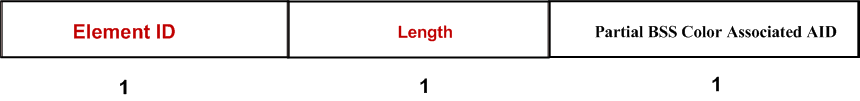 Element ID Length Partial BSS Color Associated AID
1 1 1